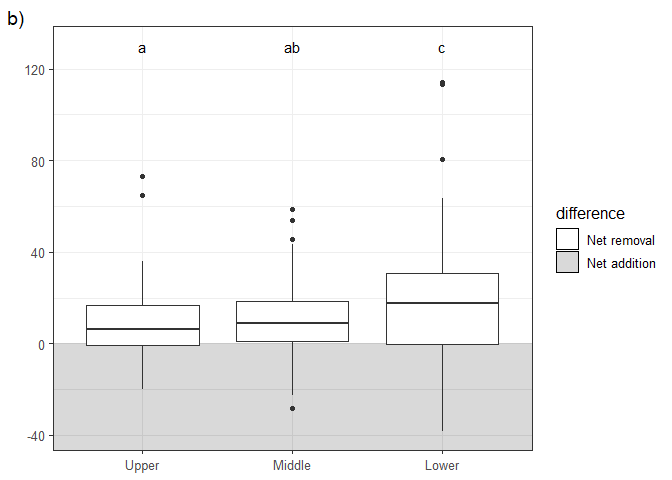 b)
a ab c
120
80
40
0
-40
Upper Middle Lower
difference
Net removal
Net addition